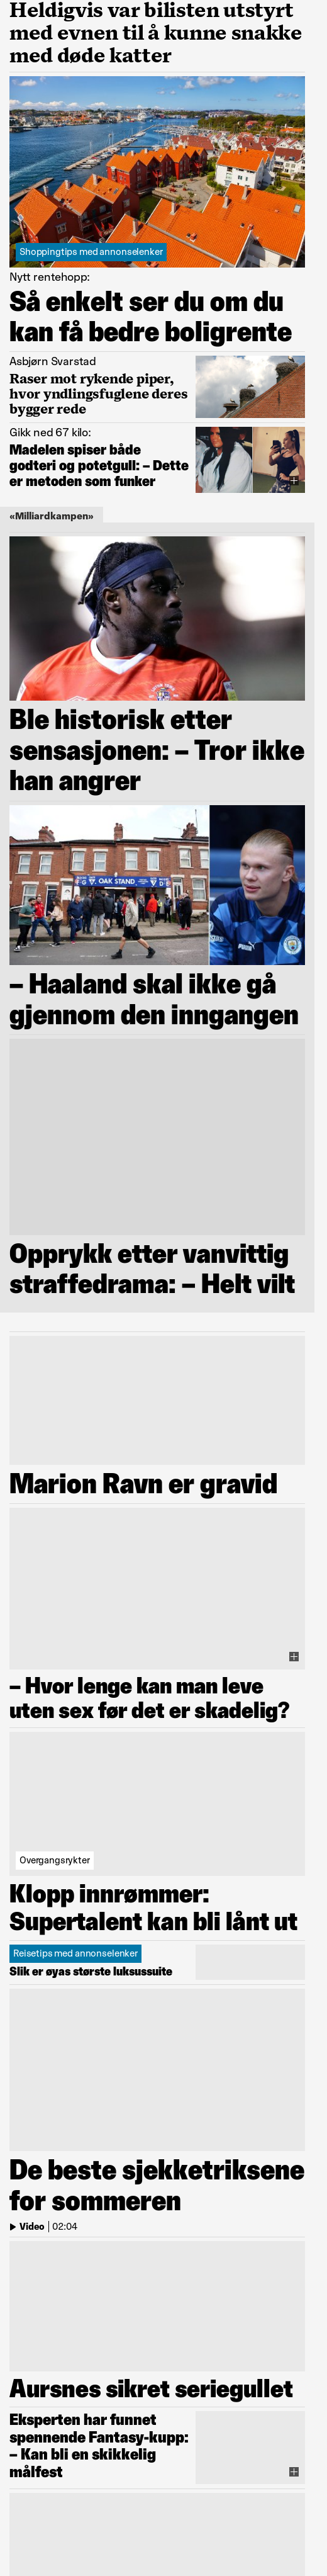 Heldigvis var bilisten utstyrt
med evnen til å kunne snakke
med døde katter
Shoppingtips med annonselenker
Nytt rentehopp:
Så enkelt ser du om du
kan få bedre boligrente
Asbjørn Svarstad
Raser mot rykende piper,
hvor yndlingsfuglene deres
bygger rede
Gikk ned 67 kilo:
Madelen spiser både
godteri og potetgull: – Dette
er metoden som funker
«Milliardkampen»
Ble historisk etter
sensasjonen: – Tror ikke
han angrer
OAK STAND
– Haaland skal ikke gå
gjennom den inngangen
Opprykk etter vanvittig
straffedrama: – Helt vilt
Marion Ravn er gravid
– Hvor lenge kan man leve
uten sex før det er skadelig?
Overgangsrykter
Klopp innrømmer:
Supertalent kan bli lånt ut
Reisetips med annonselenker
Slik er øyas største luksussuite
De beste sjekketriksene
for sommeren
Video | 02:04
Aursnes sikret seriegullet
Eksperten har funnet
spennende Fantasy-kupp:
– Kan bli en skikkelig
målfest